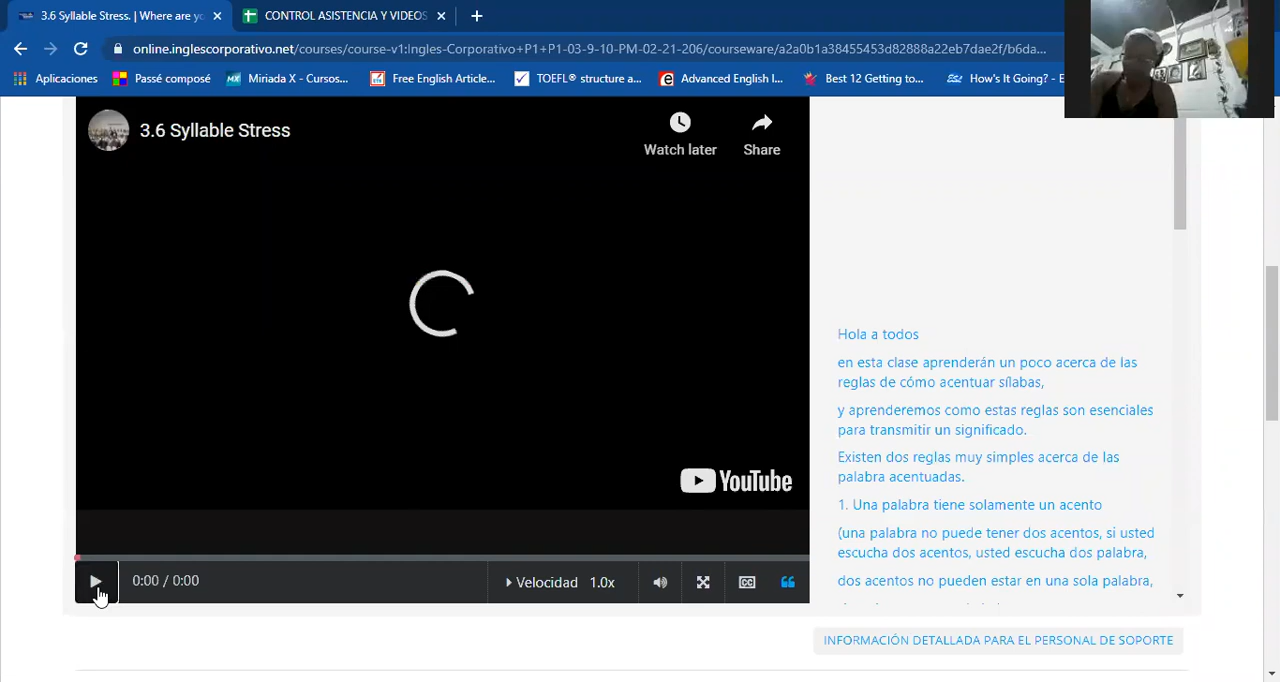 3.6 Syllable Stress. | Where are yo
CONTROL ASISTENCIA Y VIDEOS
online.inglescorporativo.net/courses/course-v1:Ingles-Corporativo+P1+P1-03-9-10-PM-02-21-206/courseware/a2a0b1a38455453d82888a22eb7dae2f/b6da...
Aplicaciones
Passé composé
Miriada X - Cursos...
Free English Article...
TOEFL® structure a...
Advanced English I...
Best 12 Getting to...
How's It Going? - E
3.6 Syllable Stress
Watch later
Share
YouTube
0:00 / 0:00
Velocidad 1.0x
Hola a todos
en esta clase aprenderán un poco acerca de las
reglas de cómo acentuar sílabas,
y aprenderemos como estas reglas son esenciales
para transmitir un significado.
Existen dos reglas muy simples acerca de las
palabra acentuadas.
1. Una palabra tiene solamente un acento
(una palabra no puede tener dos acentos, si usted
escucha dos acentos, usted escucha dos palabra,
dos acentos no pueden estar en una sola palabra,
INFORMACIÓN DETALLADA PARA EL PERSONAL DE SOPORTE